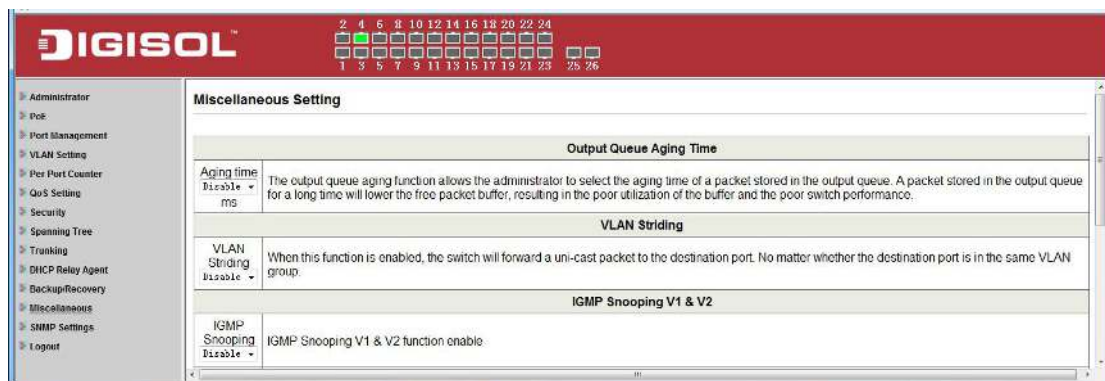 DIGISOL™
2 4 6 8 10 12 14 16 18 20 22 24
1 3 5 7 9 11 13 15 17 19 21 23 25 26
Administrator
PoE
Port Management
VLAN Setting
Per Port Counter
QoS Setting
Security
Spanning Tree
Trunking
DHCP Relay Agent
Backup/Recovery
Miscellaneous
SNMP Settings
Logout
Miscellaneous Setting
Output Queue Aging Time
Aging time
Disable
ms
The output queue aging function allows the administrator to select the aging time of a packet stored in the output queue. A packet stored in the output queue
for a long time will lower the free packet buffer, resulting in the poor utilization of the buffer and the poor switch performance.
VLAN Striding
VLAN
Striding
Disable
When this function is enabled, the switch will forward a uni-cast packet to the destination port. No matter whether the destination port is in the same VLAN
group.
IGMP Snooping V1 & V2
IGMP
Snooping
Disable
IGMP Snooping V1 & V2 function enable